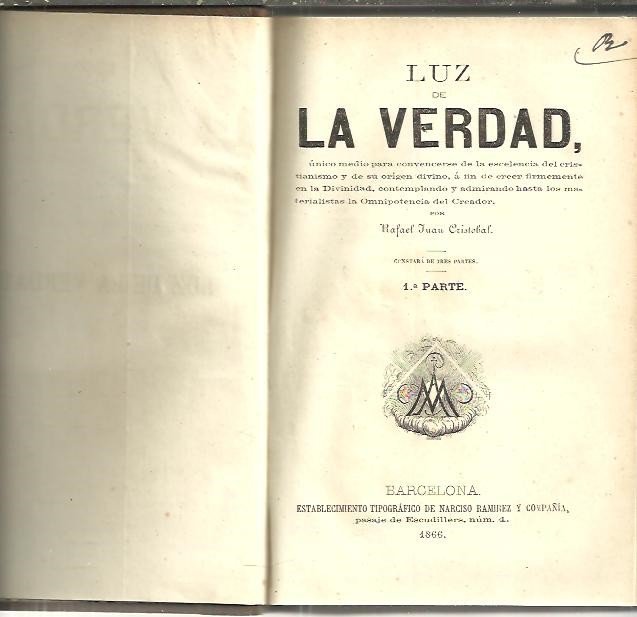 LUZ
DE
LA VERDAD,
único medio para convencerse de la escelencia del cris-
tianismo y de su orígen divino, á fin de creer firmemente
en la Divinidad, contemplando y admirando hasta los ma-
terialistas la Omnipotencia del Creador.
POR
Rafael Juan Cristobal.
CONSTARÁ DE TRES PARTES.
1.ª PARTE.
BARCELONA.
ESTABLECIMIENTO TIPOGRÁFICO DE NARCISO RAMIREZ Y COMPAÑÍA,
pasaje de Escudillers, núm. 4.
1866.